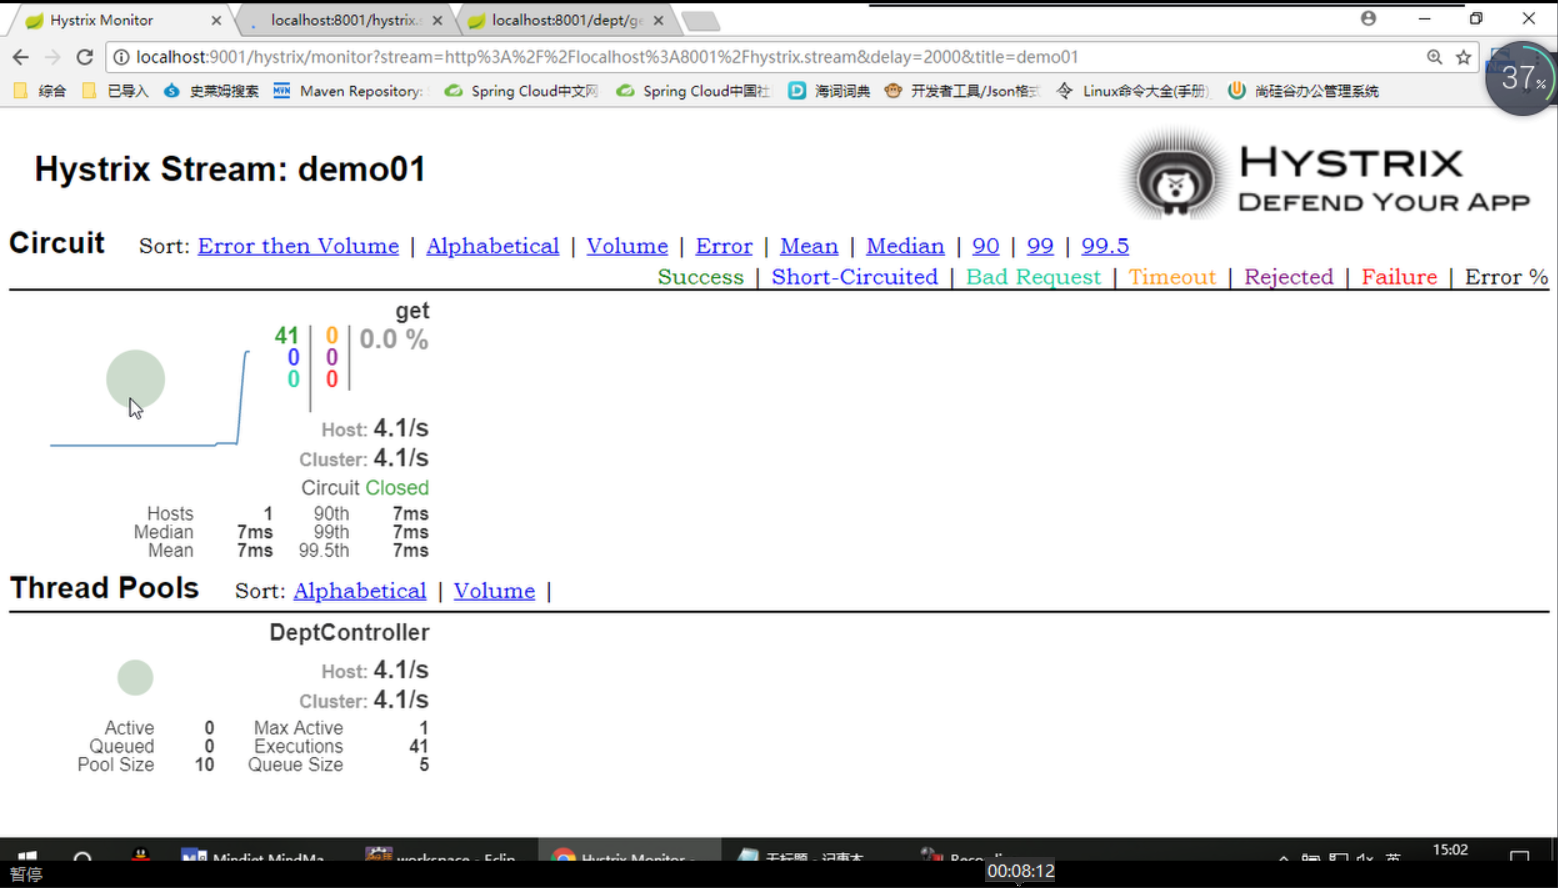 Hystrix Monitor
localhost:8001/hystrix.s
localhost:8001/dept/ge
localhost:9001/hystrix/monitor?stream=http%3A%2F%2Flocalhost%3A8001%2Fhystrix.stream&delay=2000&title=demo01
37%
综合 已导入 史莱姆搜索 Maven Repository: Spring Cloud中文网 Spring Cloud中国社 海词词典 开发者工具/Json格式 Linux命令大全(手册) 尚硅谷办公管理系统
Hystrix Stream: demo01
HYSTRIX
DEFEND YOUR APP
Circuit Sort: Error then Volume | Alphabetical | Volume | Error | Mean | Median | 90 | 99 | 99.5
Success | Short-Circuited | Bad Request | Timeout | Rejected | Failure | Error %
get
41 0 0.0 %
0 0
0 0
Host: 4.1/s
Cluster: 4.1/s
Circuit Closed
Hosts 1 90th 7ms
Median 7ms 99th 7ms
Mean 7ms 99.5th 7ms
Thread Pools Sort: Alphabetical | Volume |
DeptController
Host: 4.1/s
Cluster: 4.1/s
Active 0 Max Active 1
Queued 0 Executions 41
Pool Size 10 Queue Size 5
Mindjet MindMa workspace - Eclip Hystrix Monitor - 无标题 - 记事本 英 15:02
暂停 00:08:12